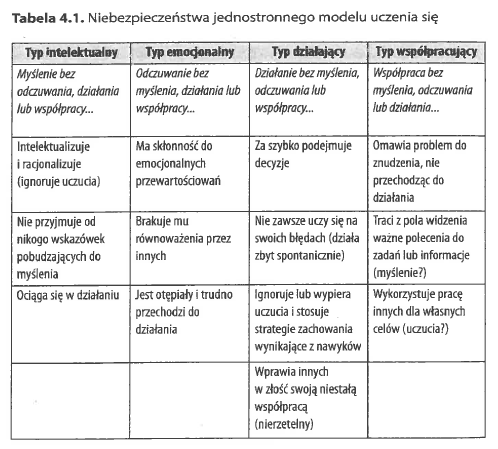 Tabela 4.1. Niebezpieczeństwa jednostronnego modelu uczenia się
Typ intelektualny
Typ emocjonalny
Typ działający
Typ współpracujący
Myślenie bez
odczuwania, działania
lub współpracy...
Odczuwanie bez
myślenia, działania lub
współpracy...
Działanie bez myślenia,
odczuwania lub
współpracy...
Współpraca bez
myślenia, odczuwania
lub działania...
Intelektualizuje
i racjonalizuje
(ignoruje uczucia)
Ma skłonność do
emocjonalnych
przewartościowań
Za szybko podejmuje
decyzje
Omawia problem do
znudzenia, nie
przechodząc do
działania
Nie przyjmuje od
nikogo wskazówek
pobudzających do
myślenia
Brakuje mu
równoważenia przez
innych
Nie zawsze uczy się na
swoich błędach (działa
zbyt spontanicznie)
Traci z pola widzenia
ważne polecenia do
zadań lub informacje
(myślenie?)
Ociąga się w działaniu
Jest otępiały i trudno
przechodzi do
działania
Ignoruje lub wypiera
uczucia i stosuje
strategie zachowania
wynikające z nawyków
Wykorzystuje pracę
innych dla własnych
celów (uczucia?)
Wprawia innych
w złość swoją niestałą
współpracą
(nierzetelny)